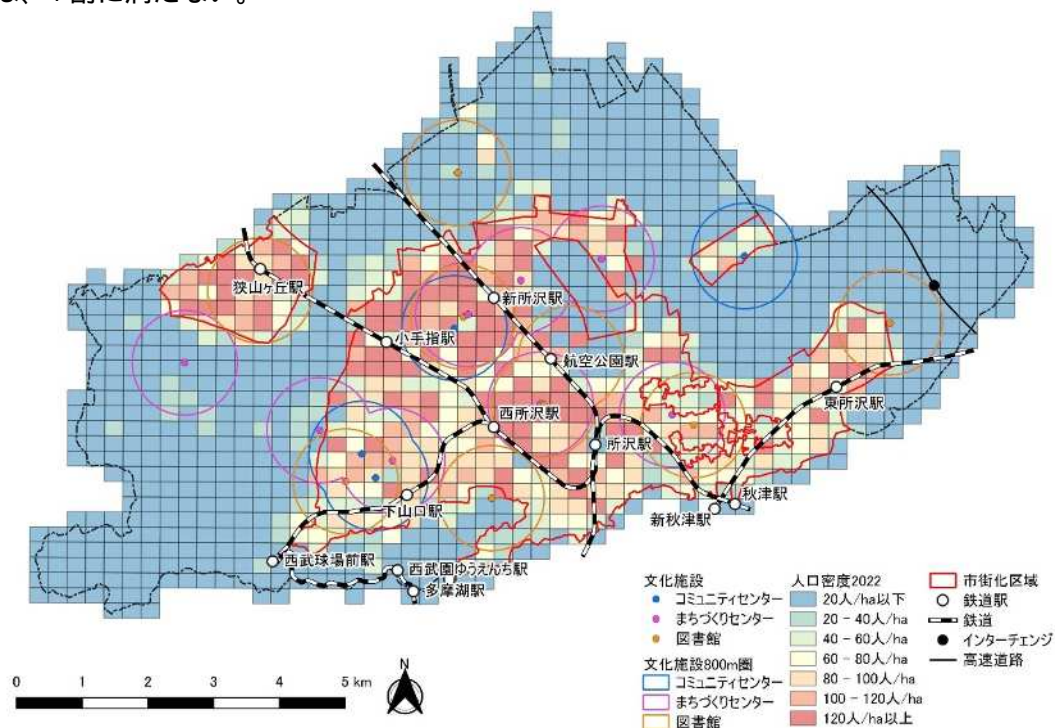 に満たない。
狭山ヶ丘駅
新所沢駅
小手指駅
航空公園駅
西所沢駅
東所沢駅
所沢駅
秋津駅
新秋津駅
下山口駅
西武球場前駅
西武園ゆうえんち駅
多摩湖駅
0 1 2 3 4 5 km
N
文化施設
コミュニティセンター
まちづくりセンター
図書館
文化施設800m圏
コミュニティセンター
まちづくりセンター
図書館
人口密度2022
20人/ha以下
20 - 40人/ha
40 - 60人/ha
60 - 80人/ha
80 - 100人/ha
100 - 120人/ha
120人/ha以上
市街化区域
鉄道駅
鉄道
インターチェンジ
高速道路